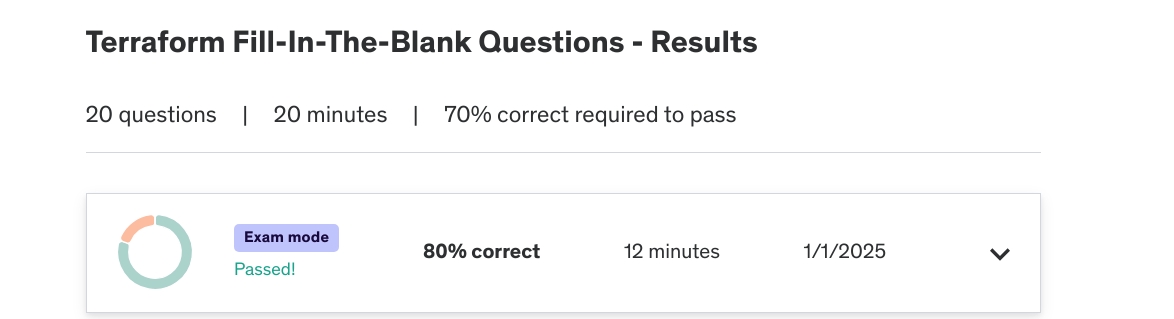 Terraform Fill-In-The-Blank Questions - Results
20 questions | 20 minutes | 70% correct required to pass
Exam mode
Passed!
80% correct
12 minutes
1/1/2025